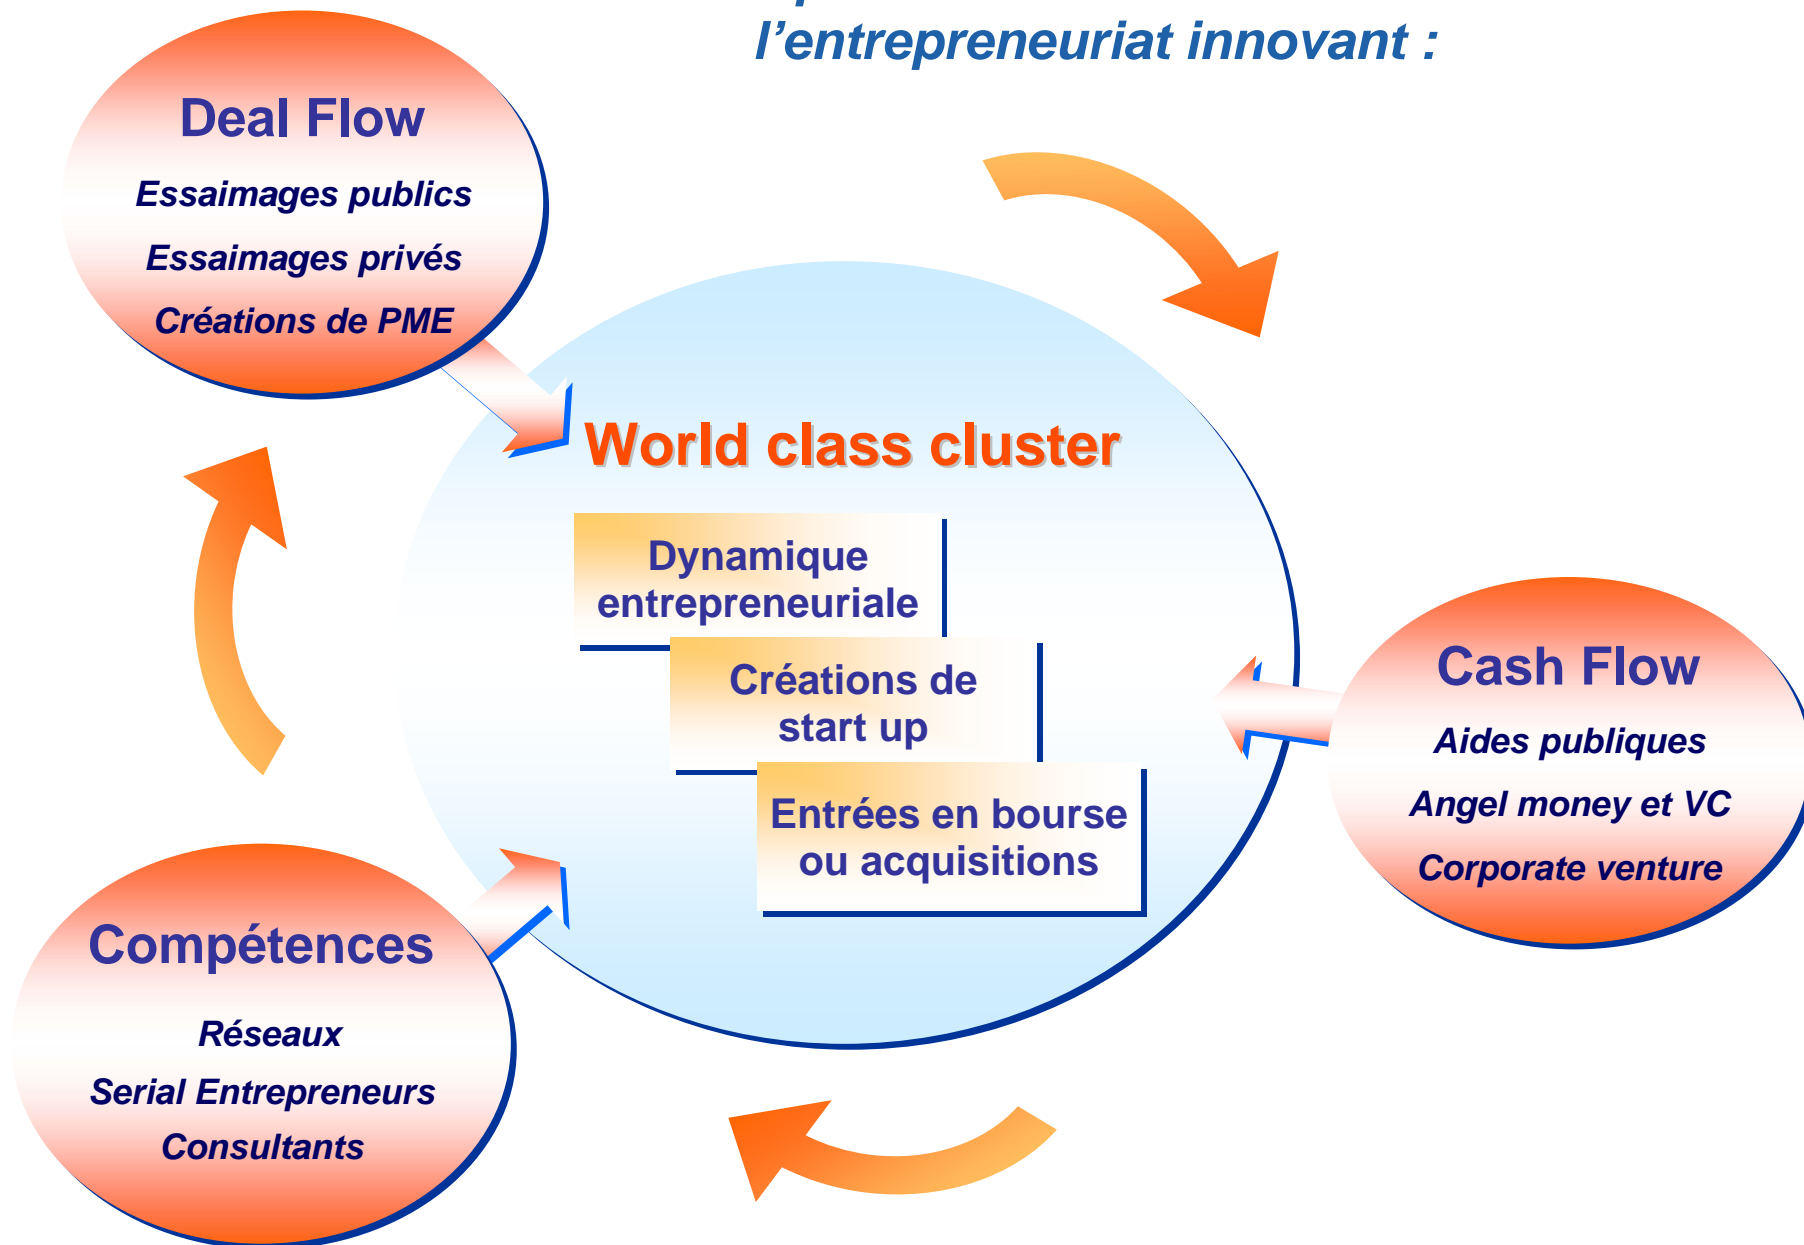 l’entrepreneuriat innovant :
Deal Flow
Essaimages publics
Essaimages privés
Créations de PME
World class cluster
Dynamique
entrepreneuriale
Créations de
start up
Entrées en bourse
ou acquisitions
Cash Flow
Aides publiques
Angel money et VC
Corporate venture
Compétences
Réseaux
Serial Entrepreneurs
Consultants